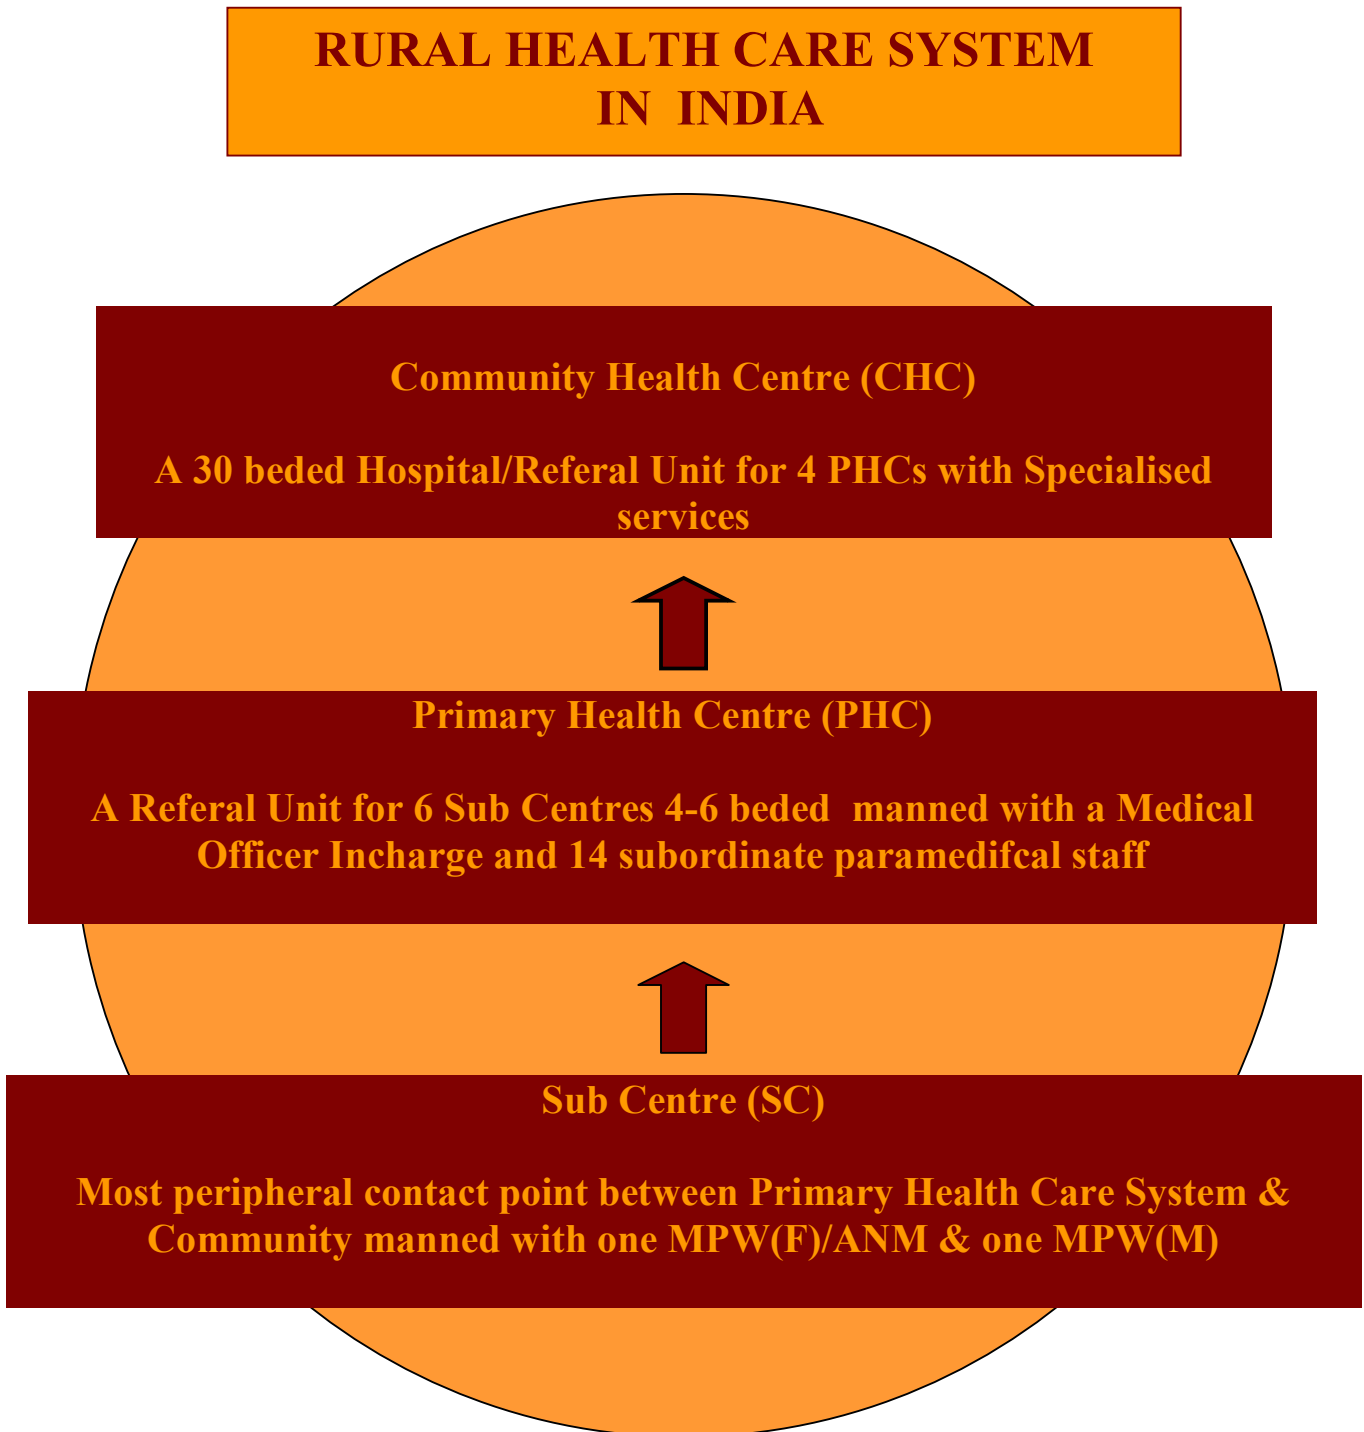 RURAL HEALTH CARE SYSTEM
IN INDIA
Community Health Centre (CHC)
A 30 beded Hospital/Referal Unit for 4 PHCs with Specialised
services
Primary Health Centre (PHC)
A Referal Unit for 6 Sub Centres 4-6 beded manned with a Medical
Officer Incharge and 14 subordinate paramedifcal staff
Sub Centre (SC)
Most peripheral contact point between Primary Health Care System &
Community manned with one MPW(F)/ANM & one MPW(M)